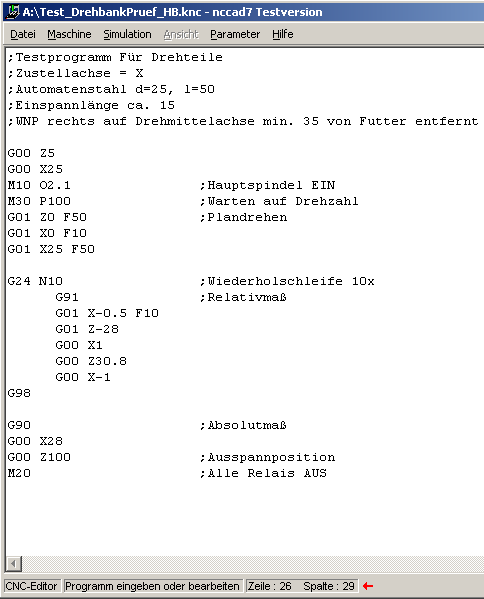 A:\Test_DrehbankPruef_HB.knc - nccad7 Testversion
Datei Maschine Simulation Ansicht Parameter Hilfe
;Testprogramm Für Drehteile
;Zustellachse = X
;Automatenstahl d=25, l=50
;Einspannlänge ca. 15
;WNP rechts auf Drehmittelachse min. 35 von Futter entfernt
G00 Z5
G00 X25
M10 O2.1 ;Hauptspindel EIN
M30 P100 ;Warten auf Drehzahl
G01 Z0 F50 ;Plandrehen
G01 X0 F10
G01 X25 F50
G24 N10 ;Wiederholschleife 10x
G91 ;Relativmaß
G01 X-0.5 F10
G01 Z-28
G00 X1
G00 Z30.8
G00 X-1
G98
G90 ;Absolutmaß
G00 X28
G00 Z100 ;Ausspannposition
M20 ;Alle Relais AUS
CNC-Editor Programm eingeben oder bearbeiten Zeile : 26 Spalte : 29